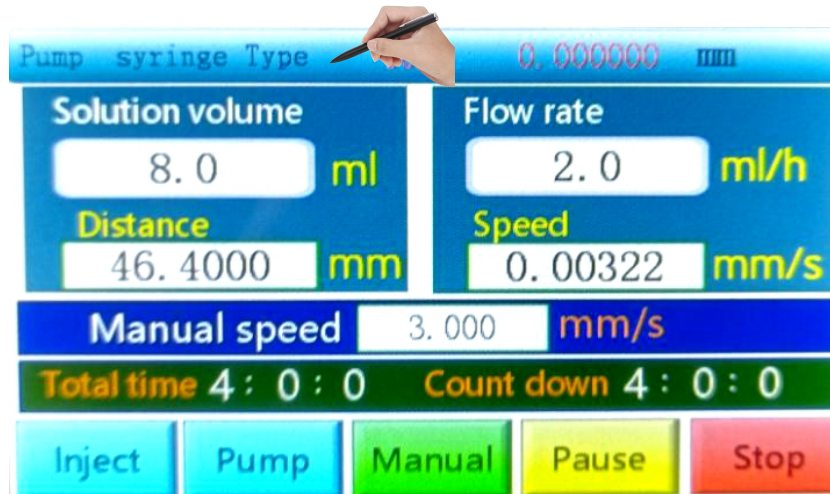 Pump syringe Type 0.000000 mm
Solution volume Flow rate
8.0 ml 2.0 ml/h
Distance Speed
46.4000 mm 0.00322 mm/s
Manual speed 3.000 mm/s
Total time 4: 0: 0 Count down 4: 0: 0
Inject Pump Manual Pause Stop